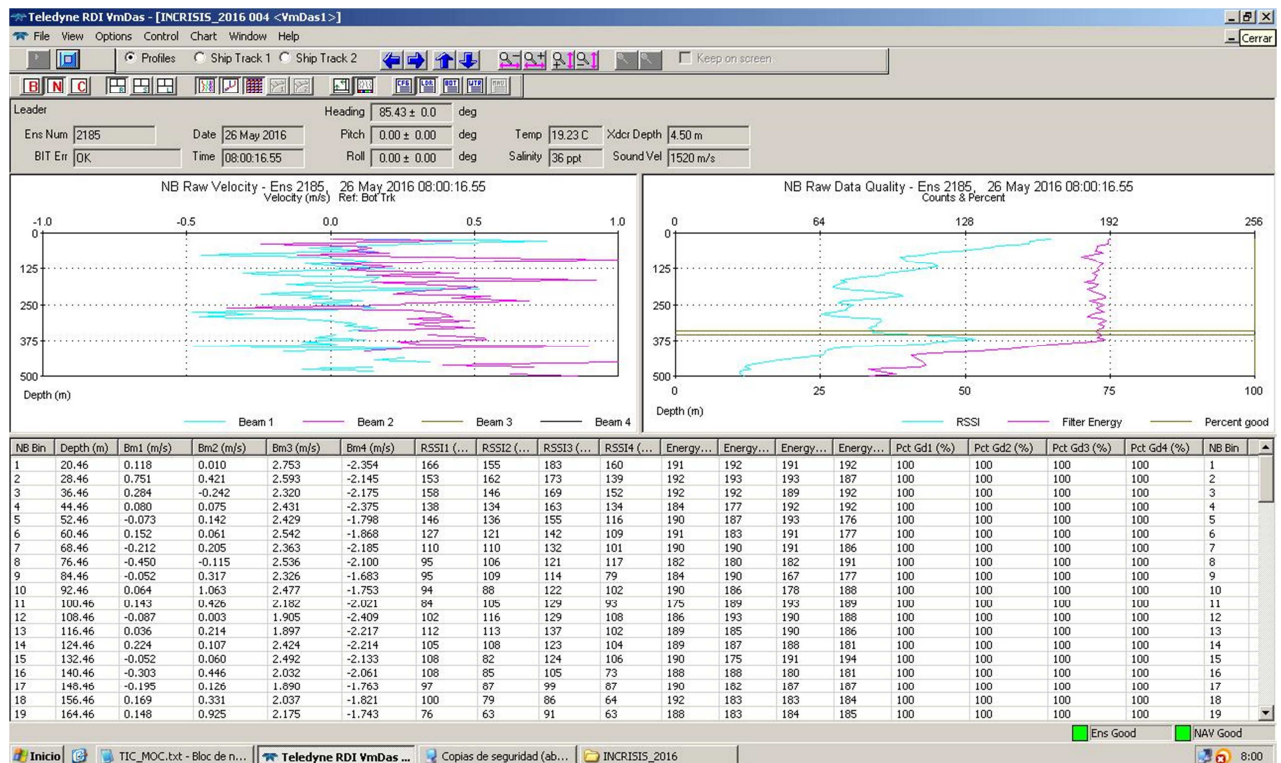 Teledyne RDI VmDas - [INCRISIS_2016 004 <VmDas1>]
File View Options Control Chart Window Help
Cerrar
Profiles Ship Track 1 Ship Track 2 Keep on screen
B N C R S L CFG LDR BOT WTR NAV
Leader
Heading 85.43 ± 0.0 deg
Ens Num 2185 Date 26 May 2016 Pitch 0.00 ± 0.00 deg Temp 19.23 C Xdcr Depth 4.50 m
BIT Err OK Time 08:00:16.55 Roll 0.00 ± 0.00 deg Salinity 36 ppt Sound Vel 1520 m/s
NB Raw Velocity - Ens 2185, 26 May 2016 08:00:16.55
Velocity (m/s) Ref: Bot Trk
-1.0 -0.5 0.0 0.5 1.0
0
125
250
375
500
Depth (m)
Beam 1 Beam 2 Beam 3 Beam 4
NB Raw Data Quality - Ens 2185, 26 May 2016 08:00:16.55
Counts & Percent
0 64 128 192 256
0
125
250
375
500
0 25 50 75 100
Depth (m)
RSSI Filter Energy Percent good
NB Bin Depth (m) Bm1 (m/s) Bm2 (m/s) Bm3 (m/s) Bm4 (m/s) RSSI1 (... RSSI2 (... RSSI3 (... RSSI4 (... Energy... Energy... Energy... Energy... Pct Gd1 (%) Pct Gd2 (%) Pct Gd3 (%) Pct Gd4 (%) NB Bin
1 20.46 0.118 0.010 2.753 -2.354 166 155 183 160 191 192 191 192 100 100 100 100 1
2 28.46 0.751 0.421 2.593 -2.145 153 162 173 139 192 193 193 187 100 100 100 100 2
3 36.46 0.284 -0.242 2.320 -2.175 158 146 169 152 192 192 189 192 100 100 100 100 3
4 44.46 0.080 0.075 2.431 -2.375 138 134 163 134 184 177 192 192 100 100 100 100 4
5 52.46 -0.073 0.142 2.429 -1.798 146 136 155 116 190 187 193 176 100 100 100 100 5
6 60.46 0.152 0.061 2.542 -1.868 127 121 142 109 191 183 191 177 100 100 100 100 6
7 68.46 -0.212 0.205 2.363 -2.185 110 110 132 101 190 190 191 186 100 100 100 100 7
8 76.46 -0.450 -0.115 2.536 -2.100 95 106 121 117 182 180 182 191 100 100 100 100 8
9 84.46 -0.052 0.317 2.326 -1.683 95 109 114 79 184 190 167 177 100 100 100 100 9
10 92.46 0.064 1.063 2.477 -1.753 94 88 122 102 190 186 178 188 100 100 100 100 10
11 100.46 0.143 0.426 2.182 -2.021 84 105 129 93 175 189 193 189 100 100 100 100 11
12 108.46 -0.087 0.003 1.905 -2.409 102 116 129 108 186 193 190 188 100 100 100 100 12
13 116.46 0.036 0.214 1.897 -2.217 112 113 137 102 189 185 190 186 100 100 100 100 13
14 124.46 0.224 0.107 2.424 -2.214 105 108 123 104 189 187 188 181 100 100 100 100 14
15 132.46 -0.052 0.060 2.492 -2.133 108 82 124 106 190 175 191 194 100 100 100 100 15
16 140.46 -0.303 0.446 2.032 -2.061 108 85 105 73 188 188 180 181 100 100 100 100 16
17 148.46 -0.195 0.126 1.890 -1.763 97 87 99 87 190 182 187 187 100 100 100 100 17
18 156.46 0.169 0.331 2.037 -1.821 100 79 86 64 192 183 183 184 100 100 100 100 18
19 164.46 0.148 0.925 2.175 -1.743 76 63 91 63 188 183 184 185 100 100 100 100 19
Ens Good NAV Good
Inicio TIC_MOC.txt - Bloc de n... Teledyne RDI VmDas ... Copias de seguridad (ab... INCRISIS_2016 8:00